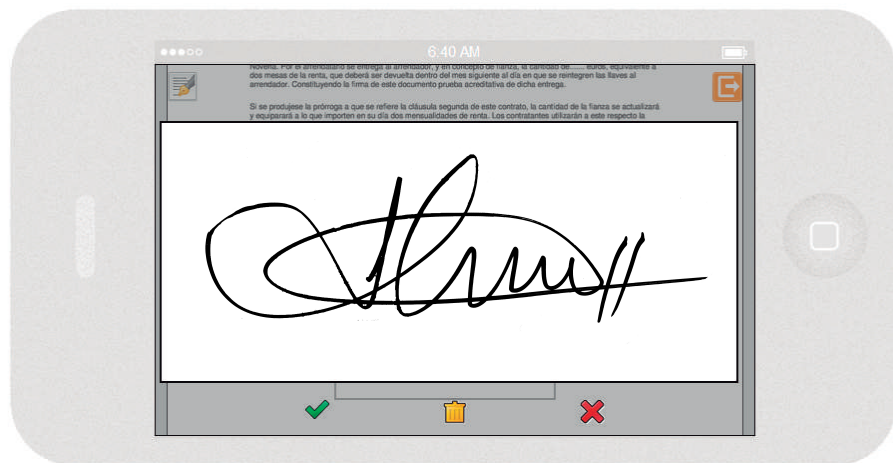 6:40 AM
Novena. Por el arrendatario se entrega al arrendador, y en concepto de fianza, la cantidad de....... euros, equivalente a
dos mesas de la renta, que deberá ser devuelta dentro del mes siguiente al día en que se reintegren las llaves al
arrendador. Constituyendo la firma de este documento prueba acreditativa de dicha entrega.
Si se produjese la prórroga a que se refiere la cláusula segunda de este contrato, la cantidad de la fianza se actualizará
y equiparará a lo que importen en su día dos mensualidades de renta. Los contratantes utilizarán a este respecto la